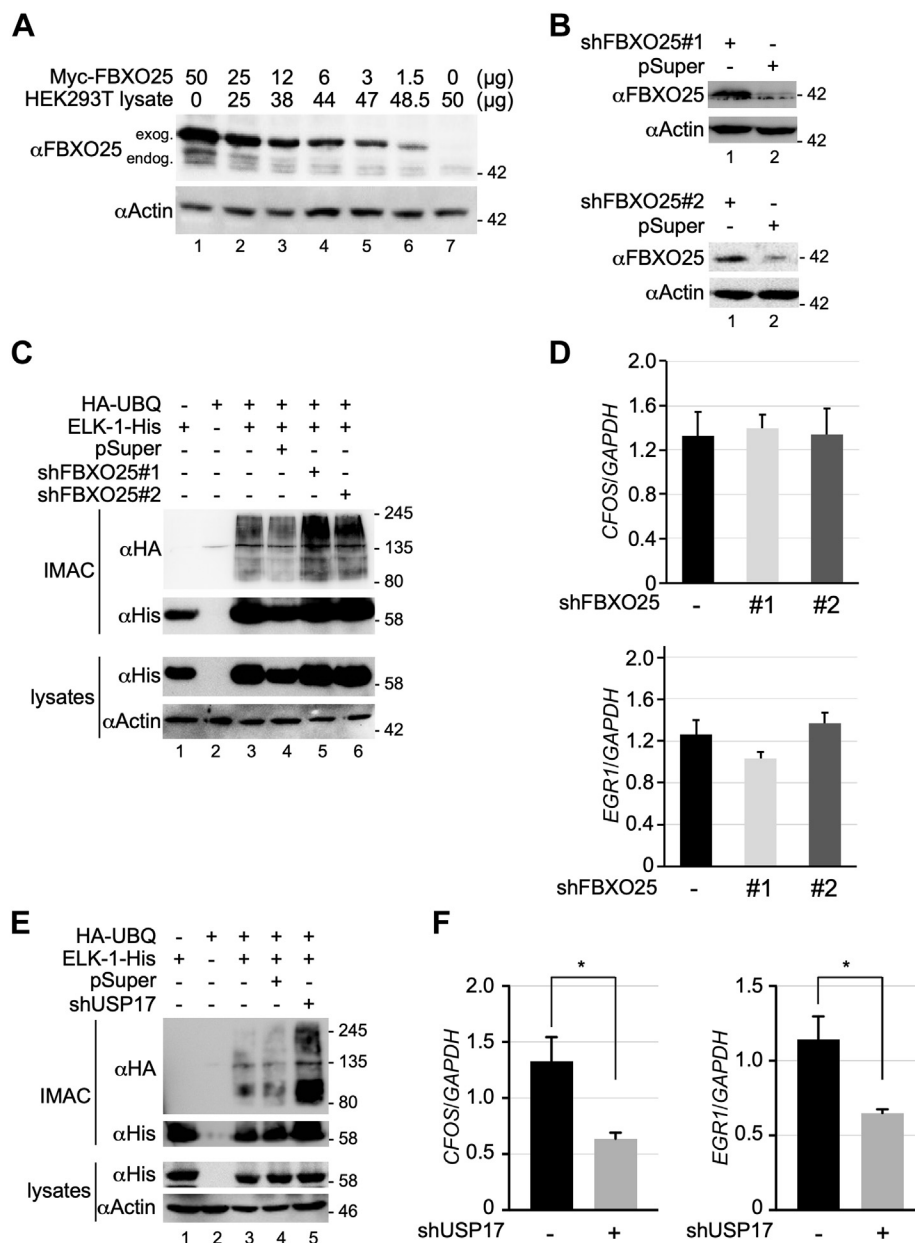 A
Myc-FBXO25 50 25 12 6 3 1.5 0 (µg)
HEK293T lysate 0 25 38 44 47 48.5 50 (µg)
αFBXO25 exog.
endog.
- 42
αActin
- 42
1 2 3 4 5 6 7
B
shFBXO25#1 + -
pSuper - +
αFBXO25 - 42
αActin
- 42
1 2
shFBXO25#2 + -
pSuper - +
αFBXO25 - 42
αActin
- 42
1 2
C
HA-UBQ - + + + + +
ELK-1-His + - + + + +
pSuper - - - + - -
shFBXO25#1 - - - - + -
shFBXO25#2 - - - - - +
- 245
IMAC αHA - 135
- 80
αHis - 58
lysates αHis - 58
αActin - 42
1 2 3 4 5 6
D
2.0
1.6
1.2
0.8
0.4
0
CFOS/GAPDH
shFBXO25 - #1 #2
2.0
1.6
1.2
0.8
0.4
0
EGR1/GAPDH
shFBXO25 - #1 #2
E
HA-UBQ - + + + +
ELK-1-His + - + + +
pSuper - - - + -
shUSP17 - - - - +
- 245
IMAC αHA - 135
- 80
αHis - 58
lysates αHis - 58
αActin - 46
1 2 3 4 5
F
*
2.0
1.5
1.0
0.5
0
CFOS/GAPDH
shUSP17 - +
*
1.5
1.0
0.5
0
EGR1/GAPDH
shUSP17 - +